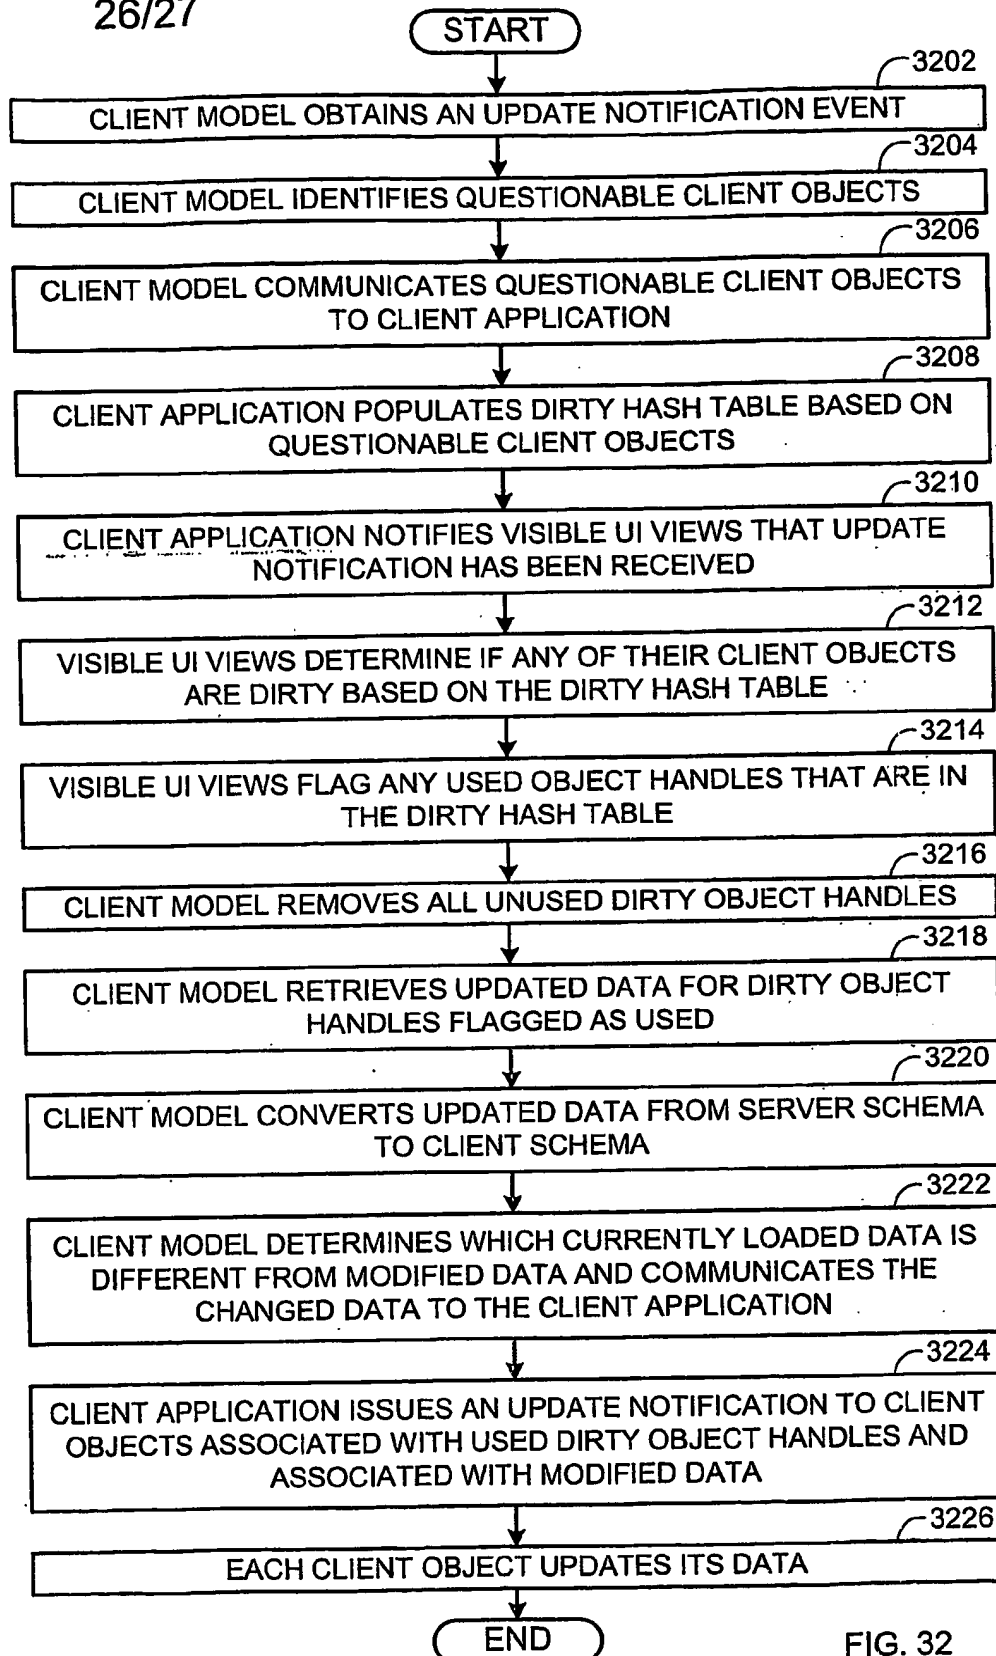 26/27
START
3202
CLIENT MODEL OBTAINS AN UPDATE NOTIFICATION EVENT
3204
CLIENT MODEL IDENTIFIES QUESTIONABLE CLIENT OBJECTS
3206
CLIENT MODEL COMMUNICATES QUESTIONABLE CLIENT OBJECTS
TO CLIENT APPLICATION
3208
CLIENT APPLICATION POPULATES DIRTY HASH TABLE BASED ON
QUESTIONABLE CLIENT OBJECTS
3210
CLIENT APPLICATION NOTIFIES VISIBLE UI VIEWS THAT UPDATE
NOTIFICATION HAS BEEN RECEIVED
3212
VISIBLE UI VIEWS DETERMINE IF ANY OF THEIR CLIENT OBJECTS
ARE DIRTY BASED ON THE DIRTY HASH TABLE
3214
VISIBLE UI VIEWS FLAG ANY USED OBJECT HANDLES THAT ARE IN
THE DIRTY HASH TABLE
3216
CLIENT MODEL REMOVES ALL UNUSED DIRTY OBJECT HANDLES
3218
CLIENT MODEL RETRIEVES UPDATED DATA FOR DIRTY OBJECT
HANDLES FLAGGED AS USED
3220
CLIENT MODEL CONVERTS UPDATED DATA FROM SERVER SCHEMA
TO CLIENT SCHEMA
3222
CLIENT MODEL DETERMINES WHICH CURRENTLY LOADED DATA IS
DIFFERENT FROM MODIFIED DATA AND COMMUNICATES THE
CHANGED DATA TO THE CLIENT APPLICATION
3224
CLIENT APPLICATION ISSUES AN UPDATE NOTIFICATION TO CLIENT
OBJECTS ASSOCIATED WITH USED DIRTY OBJECT HANDLES AND
ASSOCIATED WITH MODIFIED DATA
3226
EACH CLIENT OBJECT UPDATES ITS DATA
END
FIG. 32